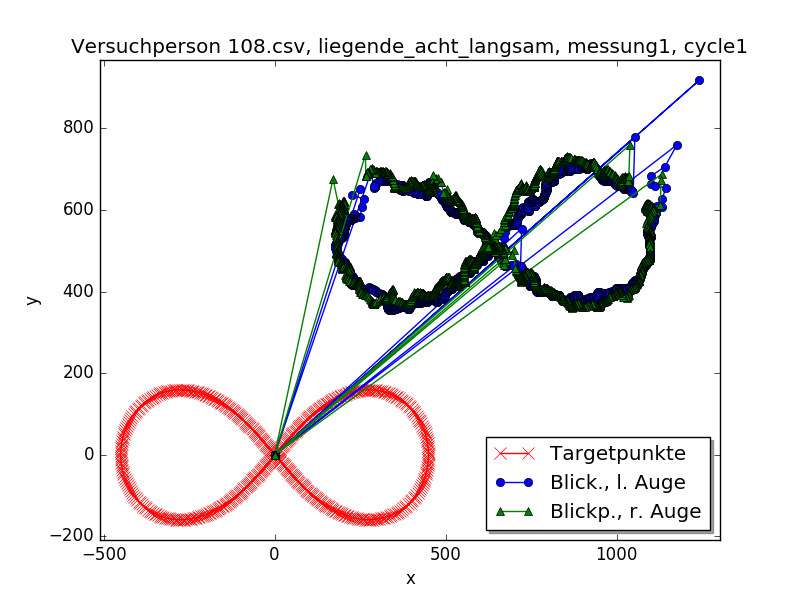 Versuchperson 108.csv, liegende_acht_langsam, messung1, cycle1
800
600
400
200
0
−200
y
−500
0
500
1000
x
Targetpunkte
Blick., l. Auge
Blickp., r. Auge